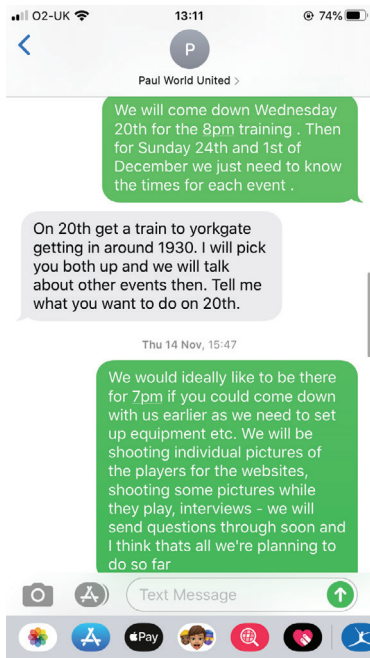 O2-UK 13:11 74%
P
Paul World United >
We will come down Wednesday
20th for the 8pm training . Then
for Sunday 24th and 1st of
December we just need to know
the times for each event .
On 20th get a train to yorkgate
getting in around 1930. I will pick
you both up and we will talk
about other events then. Tell me
what you want to do on 20th.
Thu 14 Nov, 15:47
We would ideally like to be there
for 7pm if you could come down
with us earlier as we need to set
up equipment etc. We will be
shooting individual pictures of
the players for the websites,
shooting some pictures while
they play, interviews - we will
send questions through soon and
I think thats all we're planning to
do so far
Text Message
Pay